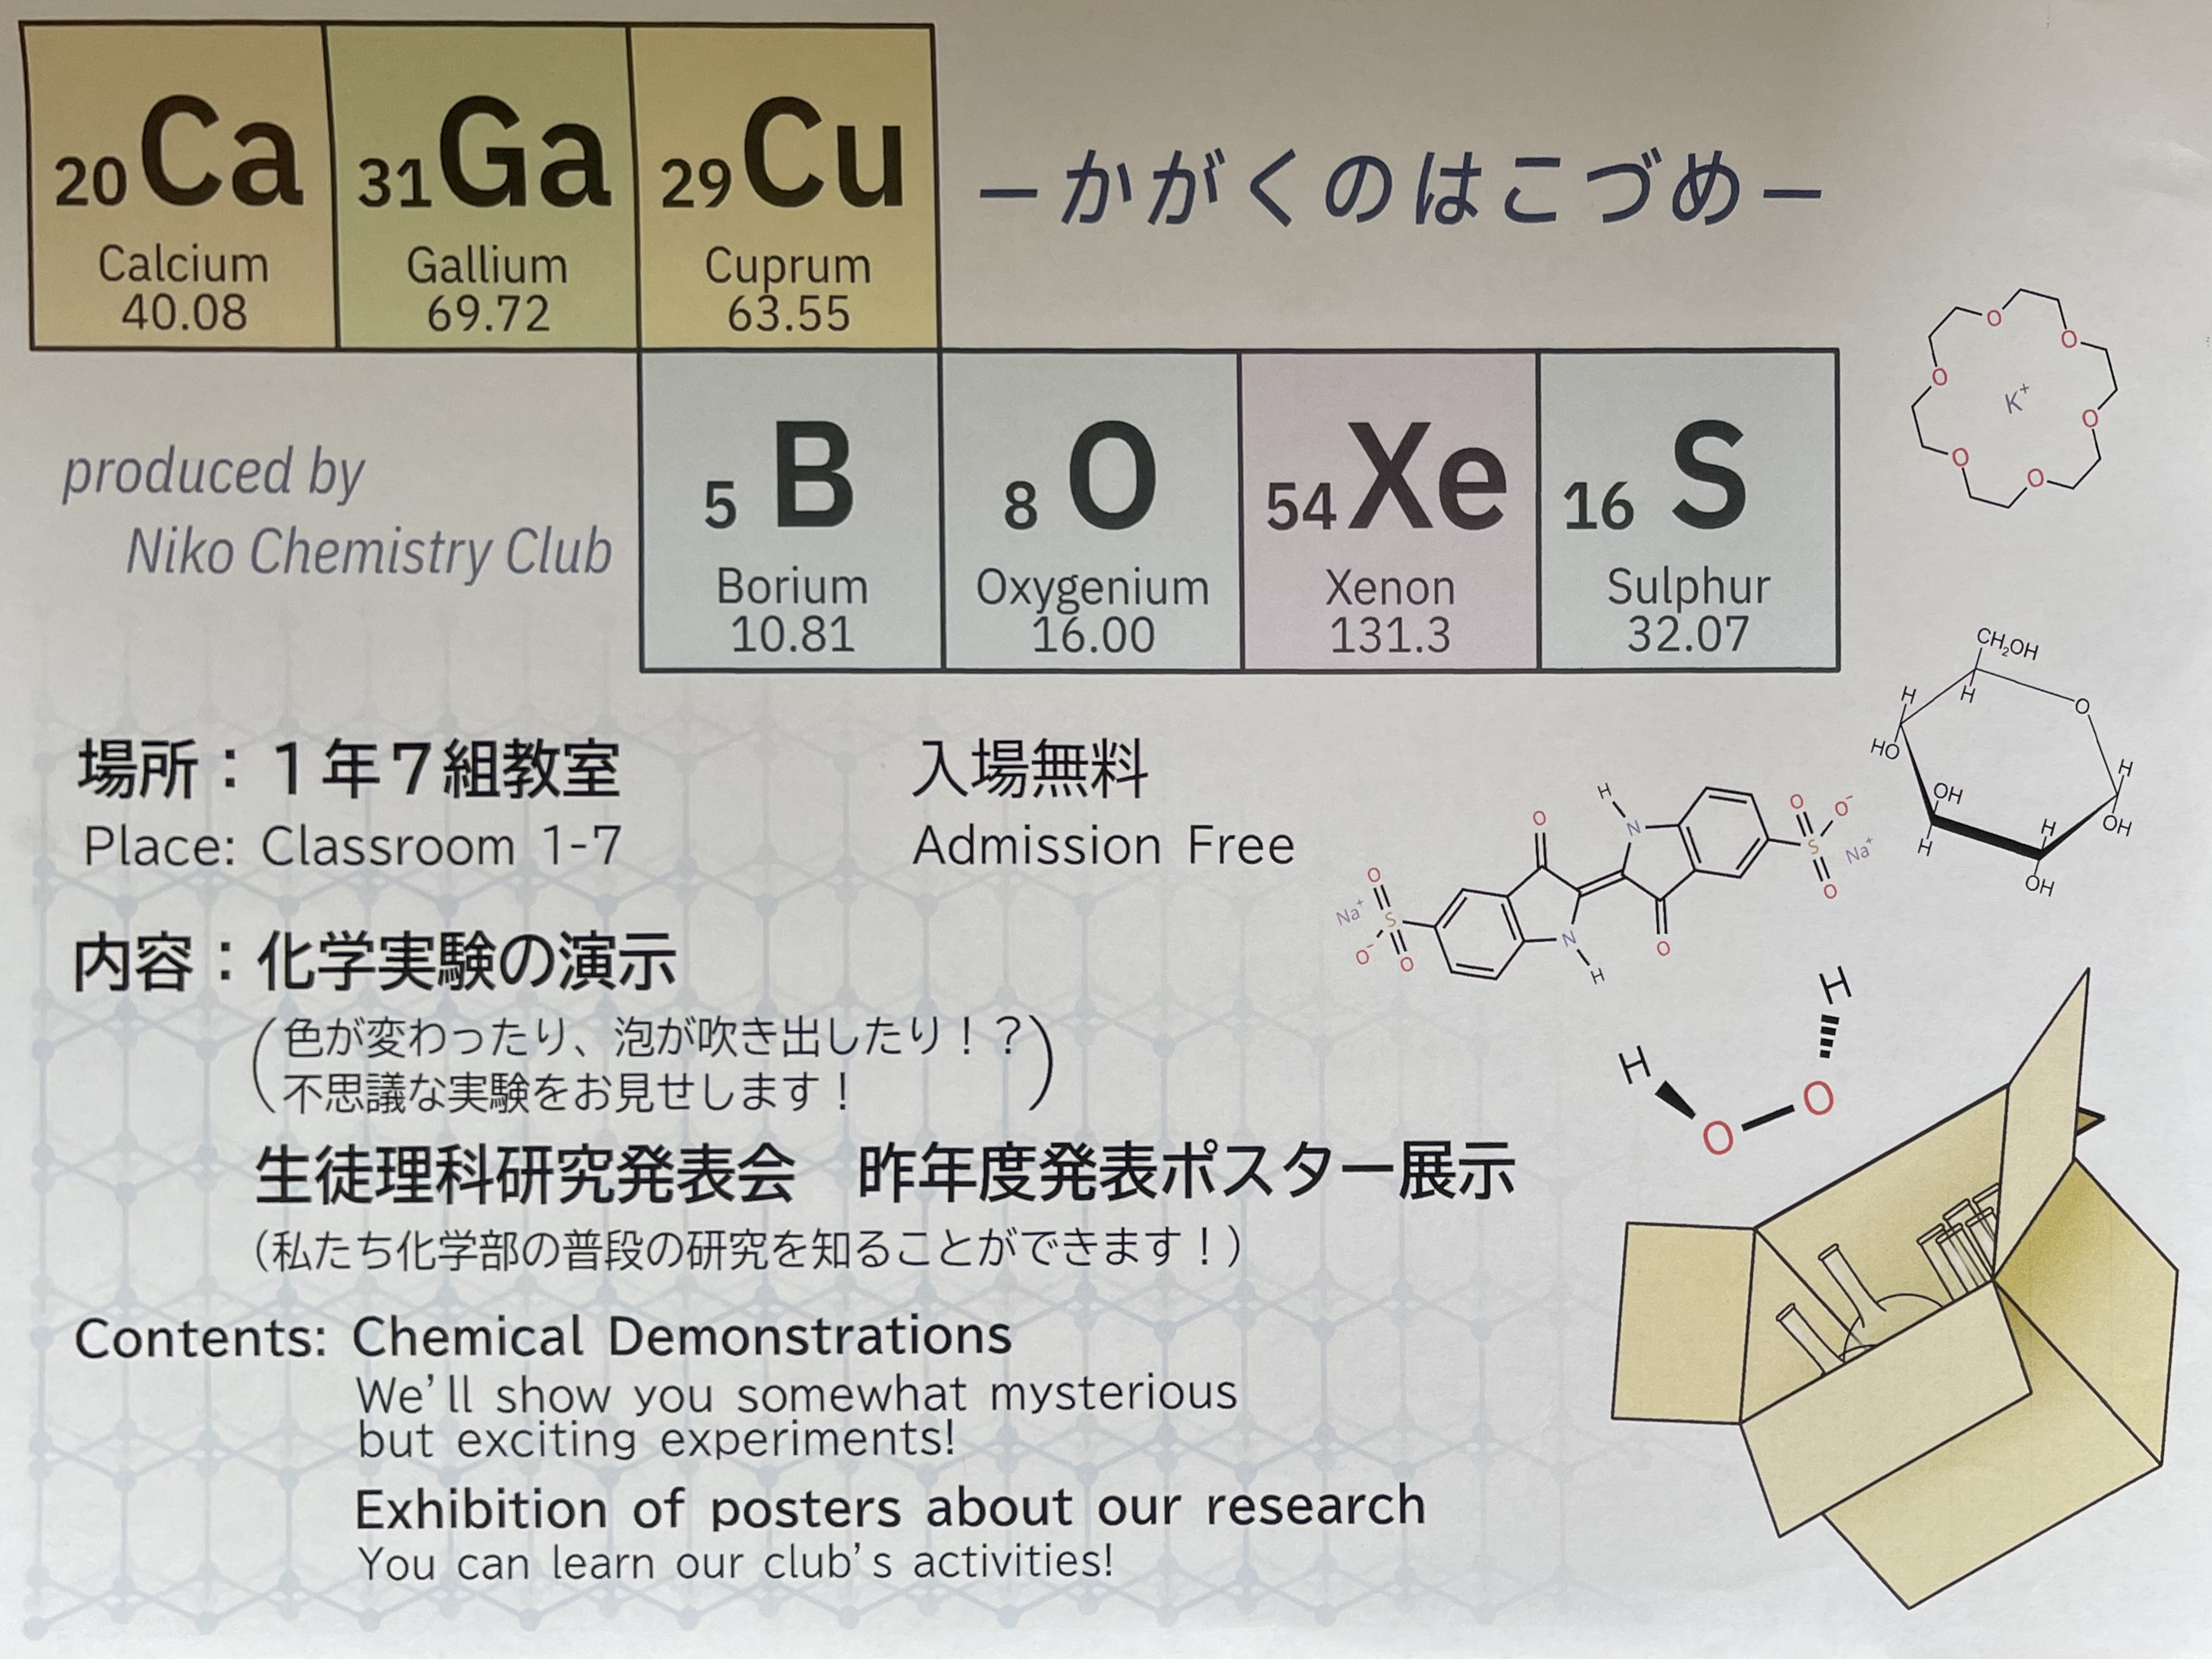 20 Ca 31 Ga 29 Cu
Calcium Gallium Cuprum
40.08 69.72 63.55
–かがくのはこづめ–
5 B 8 O 54 Xe 16 S
Borium Oxygenium Xenon Sulphur
10.81 16.00 131.3 32.07
produced by
Niko Chemistry Club
場所：１年７組教室
Place: Classroom 1-7
入場無料
Admission Free
内容：化学実験の演示
（色が変わったり、泡が吹き出したり！？
不思議な実験をお見せします！）
生徒理科研究発表会　昨年度発表ポスター展示
（私たち化学部の普段の研究を知ることができます！）
Contents: Chemical Demonstrations
We'll show you somewhat mysterious
but exciting experiments!
Exhibition of posters about our research
You can learn our club's activities!
O
O
O
K⁺
O
O
O
CH₂OH
H
H
O
HO
H
OH
OH
H
H
OH
H
O
N
O
O⁻
S
Na⁺
O
O
Na⁺
S
O⁻
O
N
H
O
H
H
O
O